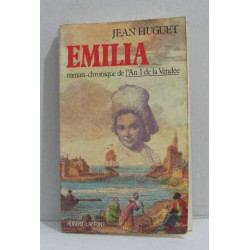 JEAN HUGUET
EMILIA
roman-chronique de l'An I de la Vendée
ROBERT LAFFONT